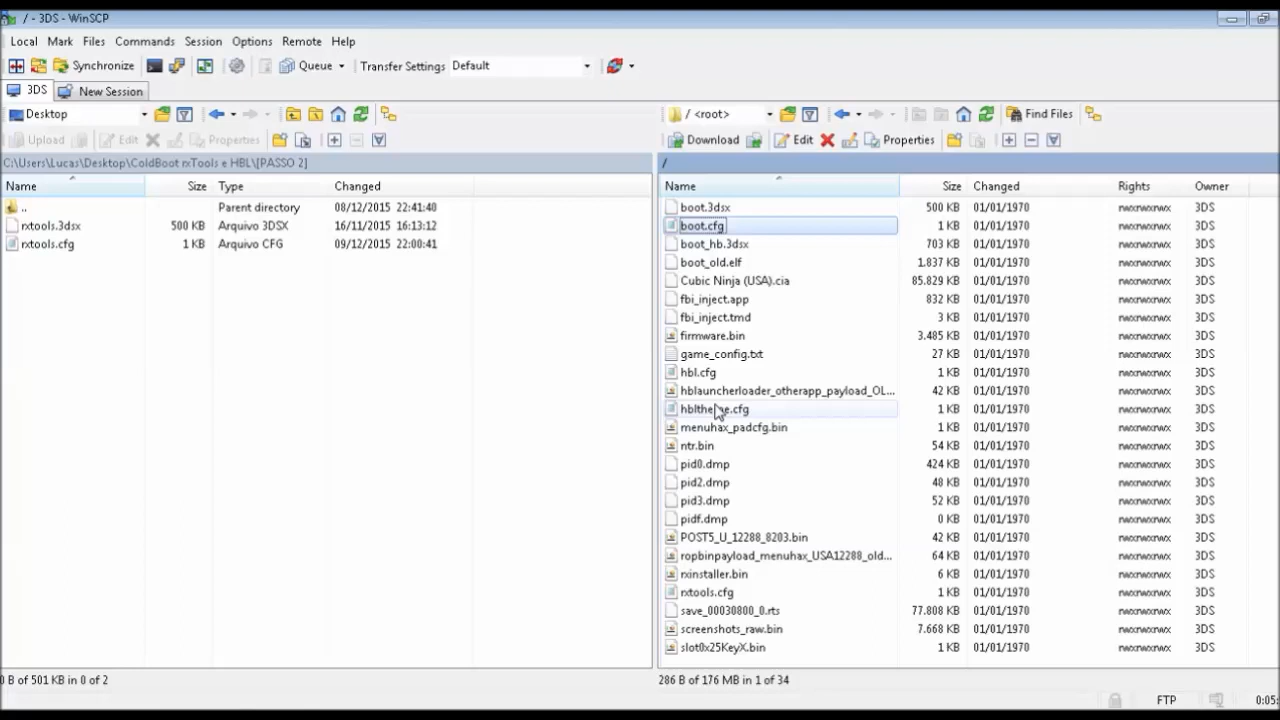 / - 3DS - WinSCP
Local Mark Files Commands Session Options Remote Help
Synchronize Queue Transfer Settings Default
3DS New Session
Desktop / <root> Find Files
Upload Edit Properties Download Edit Properties
C:\Users\Lucas\Desktop\ColdBoot rxTools e HBL\[PASSO 2] /
Name Size Type Changed Name Size Changed Rights Owner
.. Parent directory 08/12/2015 22:41:40 boot.3dsx 500 KB 01/01/1970 rwxrwxrwx 3DS
rxtools.3dsx 500 KB Arquivo 3DSX 16/11/2015 16:13:12 boot.cfg 1 KB 01/01/1970 rwxrwxrwx 3DS
rxtools.cfg 1 KB Arquivo CFG 09/12/2015 22:00:41 boot_hb.3dsx 703 KB 01/01/1970 rwxrwxrwx 3DS
boot_old.elf 1.837 KB 01/01/1970 rwxrwxrwx 3DS
Cubic Ninja (USA).cia 85.829 KB 01/01/1970 rwxrwxrwx 3DS
fbi_inject.app 832 KB 01/01/1970 rwxrwxrwx 3DS
fbi_inject.tmd 3 KB 01/01/1970 rwxrwxrwx 3DS
firmware.bin 3.485 KB 01/01/1970 rwxrwxrwx 3DS
game_config.txt 27 KB 01/01/1970 rwxrwxrwx 3DS
hbl.cfg 1 KB 01/01/1970 rwxrwxrwx 3DS
hblauncherloader_otherapp_payload_OL... 42 KB 01/01/1970 rwxrwxrwx 3DS
hbltheme.cfg 1 KB 01/01/1970 rwxrwxrwx 3DS
menuhax_padcfg.bin 1 KB 01/01/1970 rwxrwxrwx 3DS
ntr.bin 54 KB 01/01/1970 rwxrwxrwx 3DS
pid0.dmp 424 KB 01/01/1970 rwxrwxrwx 3DS
pid2.dmp 48 KB 01/01/1970 rwxrwxrwx 3DS
pid3.dmp 52 KB 01/01/1970 rwxrwxrwx 3DS
pidf.dmp 0 KB 01/01/1970 rwxrwxrwx 3DS
POST5_U_12288_8203.bin 42 KB 01/01/1970 rwxrwxrwx 3DS
ropbinpayload_menuhax_USA12288_old... 64 KB 01/01/1970 rwxrwxrwx 3DS
rxinstaller.bin 6 KB 01/01/1970 rwxrwxrwx 3DS
rxtools.cfg 1 KB 01/01/1970 rwxrwxrwx 3DS
save_00030800_0.rts 77.808 KB 01/01/1970 rwxrwxrwx 3DS
screenshots_raw.bin 7.668 KB 01/01/1970 rwxrwxrwx 3DS
slot0x25KeyX.bin 1 KB 01/01/1970 rwxrwxrwx 3DS
0 B of 501 KB in 0 of 2 286 B of 176 MB in 1 of 34
FTP 0:05: